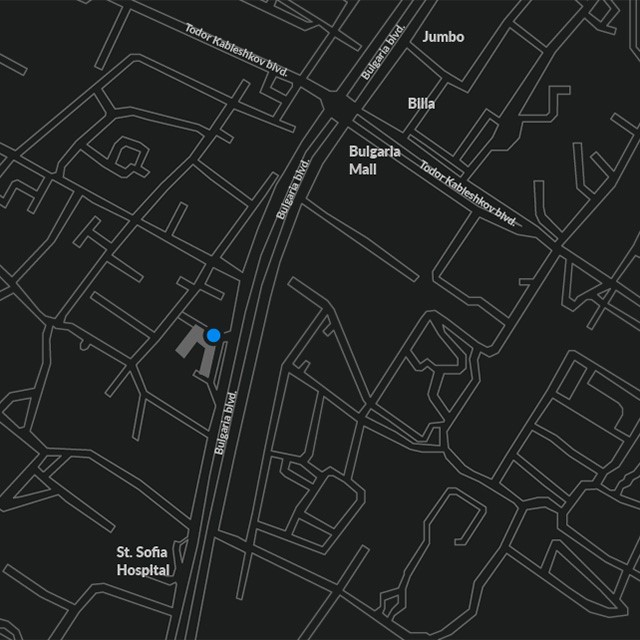 Jumbo
Todor Kableshkov blvd.
Bulgaria blvd.
Billa
Bulgaria
Mall
Todor Kableshkov blvd.
Bulgaria blvd.
Bulgaria blvd.
St. Sofia
Hospital